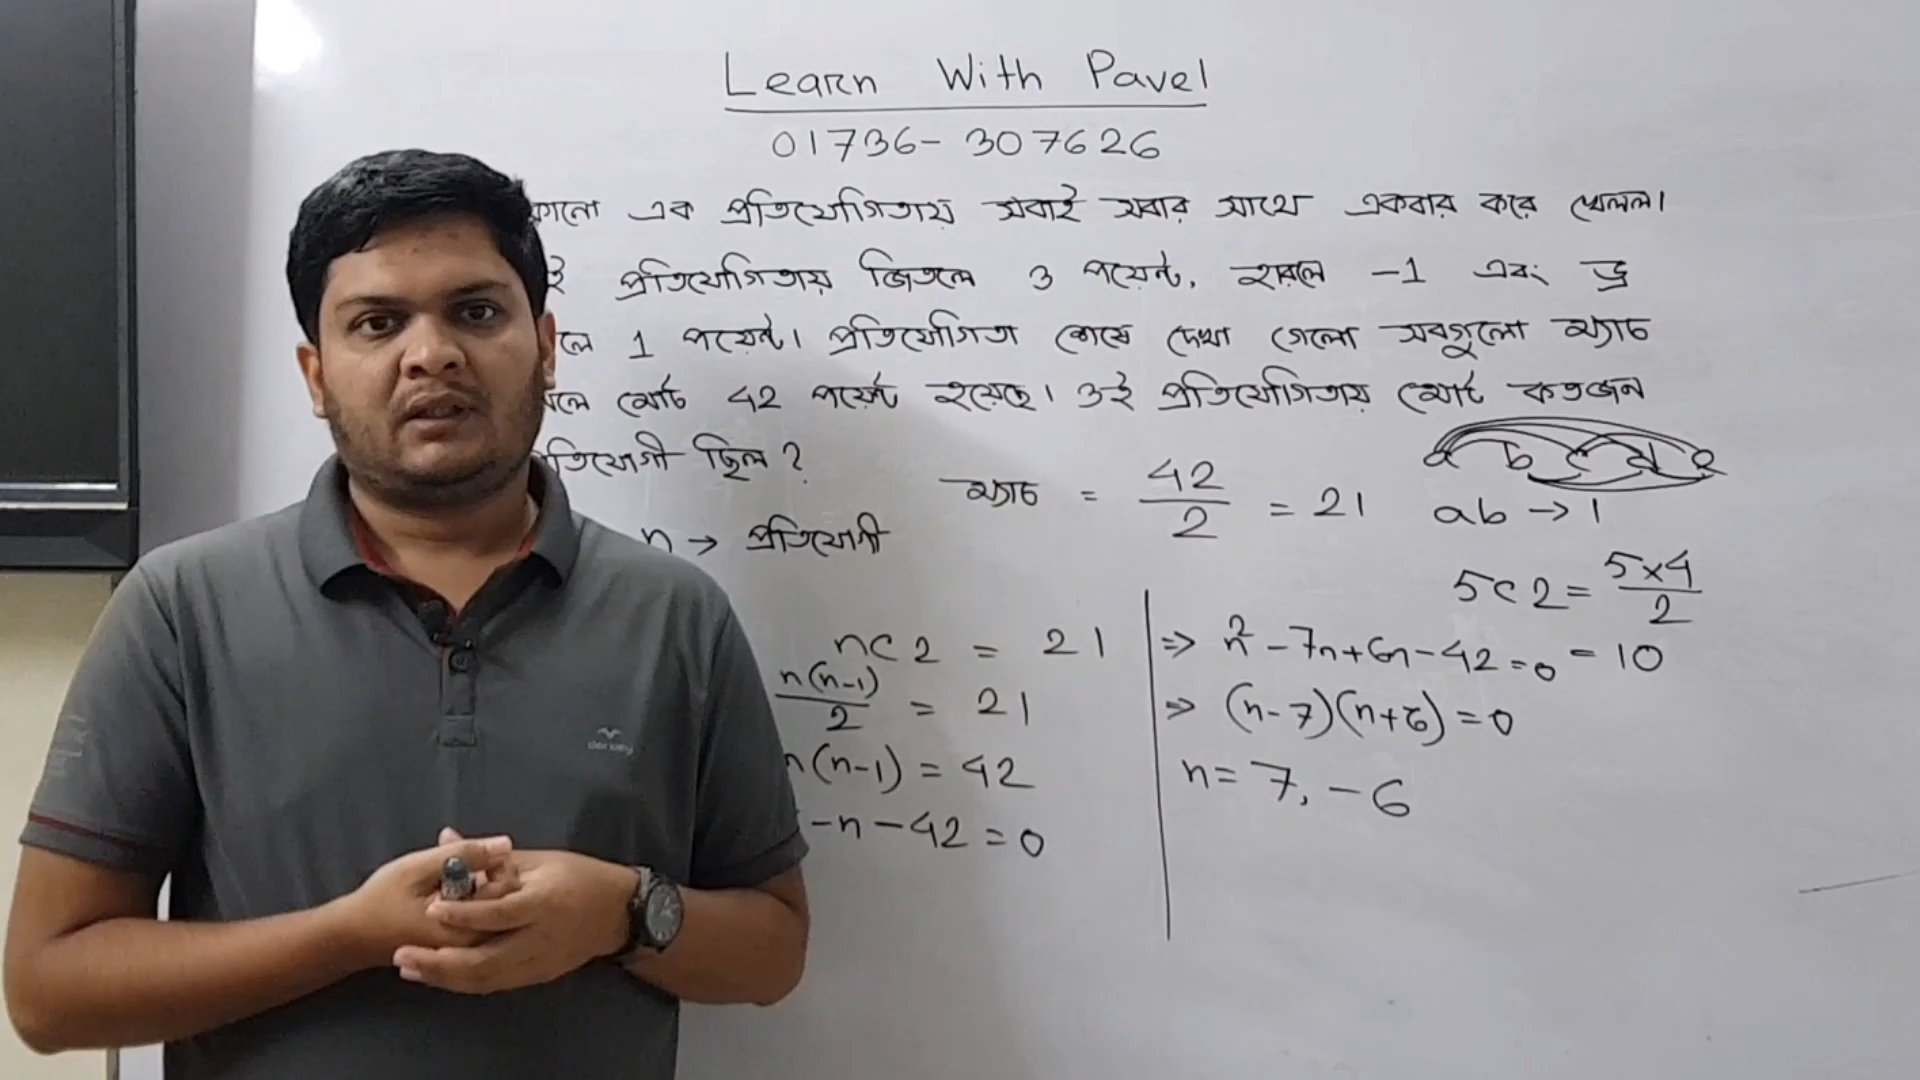 Learn With Pavel
01736-307626
এক প্রতিযোগিতায় সবাই সবার সাথে একবার করে খেলল।
প্রতিযোগিতায় জিতলে 3 পয়েন্ট, হারলে -1 এবং ড্র
লে 1 পয়েন্ট। প্রতিযোগিতা শেষে দেখা গেলো সবগুলো ম্যাচ
মোট 42 পয়েন্ট হয়েছে। ওই প্রতিযোগিতায় মোট কতজন
তিযোগী ছিল?
a b c d e
ম্যাচ = 42/2 = 21
ab → 1
n → প্রতিযোগী
5c2 = 5×4/2
= 10
nc2 = 21
n(n-1)/2 = 21
n(n-1) = 42
-n-42=0
⇒ n²-7n+6n-42=0
⇒ (n-7)(n+6)=0
n= 7, -6